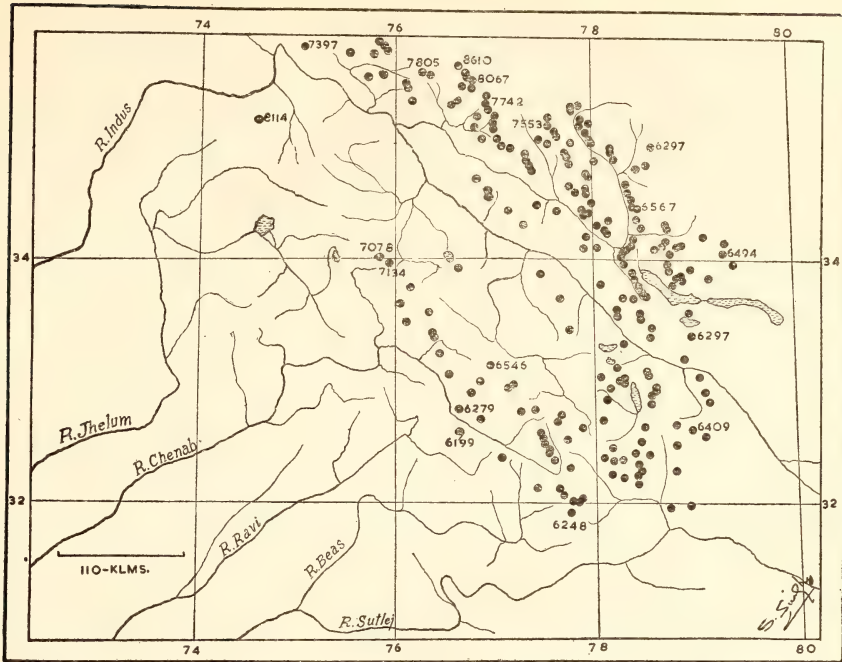 74 76 78 80
7397
7805
8610
8067
7742
7553
8114
R. Indus
6297
6567
34 34
7078
7134
6494
6297
6546
6279
6199
6409
R. Jhelum
R. Chenab.
32 32
6248
R. Ravi
110-KLMS.
R. Beas
R. Sutlej
74 76 78 80